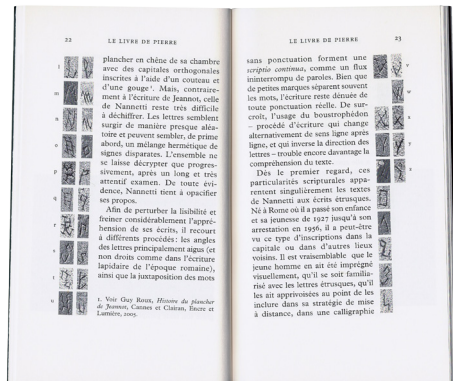 22 LE LIVRE DE PIERRE
l
m
n
o
p
q
r
s
t
u
plancher en chêne de sa chambre
avec des capitales orthogonales
inscrites à l'aide d'un couteau et
d'une gouge¹. Mais, contraire-
ment à l'écriture de Jeannot, celle
de Nannetti rend les lettres difficiles
à déchiffrer. Les lettres semblent
surgir de manière presque aléa-
toire et peuvent sembler, de prime
abord, un mélange hermétique de
signes disparates. L'ensemble ne
se laisse décrypter que progres-
sivement, après un long et très
attentif examen. De toute évi-
dence, Nannetti tient à opacifier
ses propos.
Afin de perturber la lisibilité et
freiner considérablement l'appré-
hension de ses écrits, il recourt
à différents procédés : les angles
des lettres principalement aigus (et
non droits comme dans l'écriture
lapidaire de l'époque romaine),
ainsi que la juxtaposition des mots
1. Voir Guy Roux, Histoire du plancher
de Jeannot, Cannes et Clairan, Encre et
Lumière, 2005.
LE LIVRE DE PIERRE 23
sans ponctuation forment une
scriptio continua, comme un flux
ininterrompu de paroles. Bien que
de petites marques séparent souvent
les mots, l'écriture reste dénuée de
toute ponctuation réelle. De sur-
croît, l'usage du boustrophédon
– procédé d'écriture qui change
alternativement de sens ligne après
ligne, et qui inverse la direction des
lettres – trouble encore davantage la
compréhension du texte.
Dès le premier regard, ces
particularités scripturales appa-
rentent singulièrement les textes
de Nannetti aux écrits étrusques.
Né à Rome où il a passé son enfance
et sa jeunesse de 1927 jusqu'à son
arrestation en 1956, il a peut-être
vu ce type d'inscriptions dans la
capitale ou dans d'autres lieux
voisins. Il est vraisemblable que le
jeune homme en ait été imprégné
visuellement, qu'il se soit familia-
risé avec les lettres étrusques, qu'il
les ait apprivoisées au point de les
inclure dans sa stratégie de mise
à distance, dans une calligraphie
v
w
x
y
z